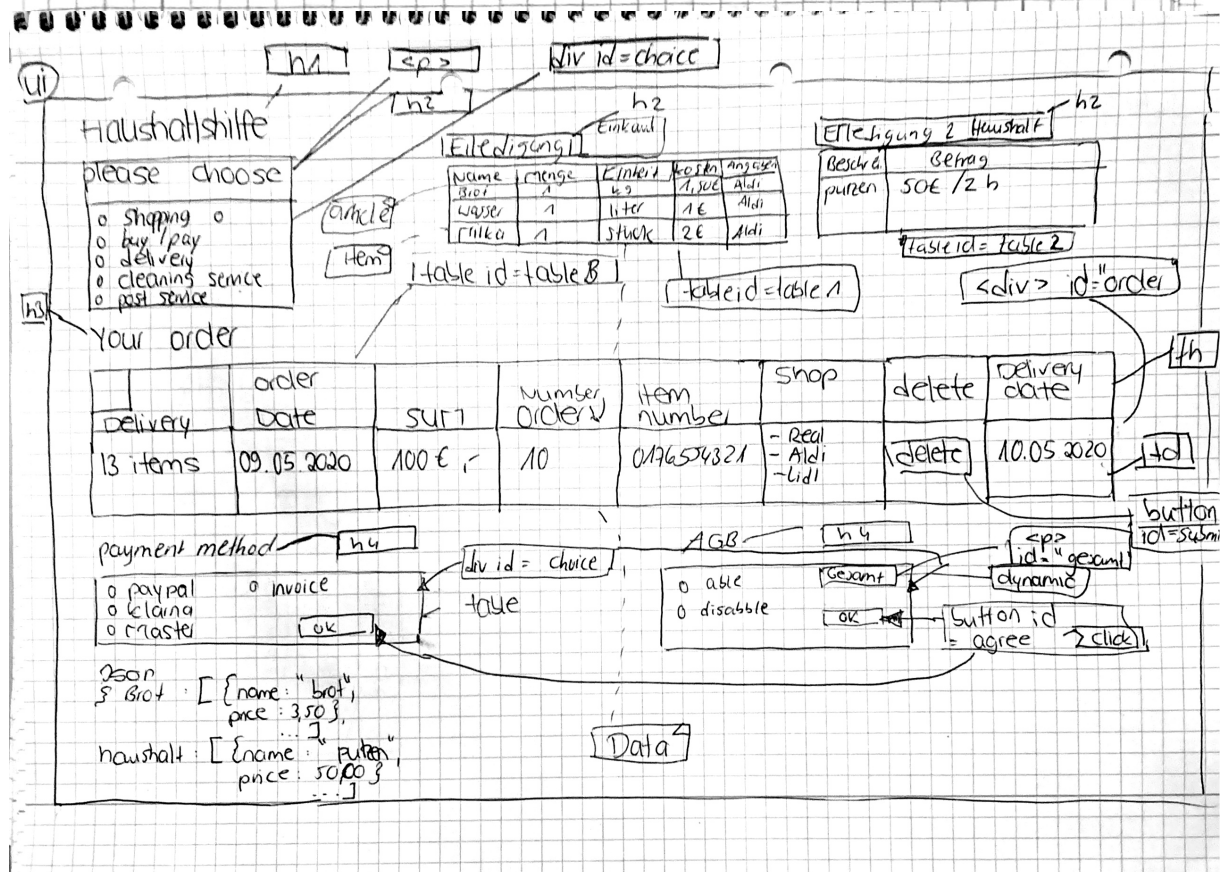 ui
h1
<p>
div id = choice
Haushaltshilfe
h2
h2
h2
Erledigung 1 Einkauf
Erledigung 2 Haushalt
please choose
o shopping o
o buy / pay
o delivery
o cleaning service
o post service
article
Item
Name Menge Einheit Kosten Angaben
Brot 1 kg 1,50€ Aldi
Wasser 1 liter 1€ Aldi
Milka 1 Stück 2€ Aldi
Betrag
putzen 50€ / 2h
table id = table 2
table id = table B
table id = table 1
<div> id="order
h3
Your order
th
Delivery
order Date
sum
Number order
item number
Shop
delete
Delivery date
13 items
09.05.2020
100 € ,-
10
0176554321
- Real
- Aldi
- Lidl
delete
10.05 2020
td
button
id=submi
payment method
h4
AGB
h4
<p>
id="gesamt
div id = choice
o paypal o invoice
o klarna
o master
ok
table
o able
o disabble
Gesamt
dynamic
ok
button id
= agree
click
Json
{ Brot : [ {name : "brot",
price : 3,50 },
... ]
haushalt : [ {name : "putzen",
price : 50,00 }
... ]
Data